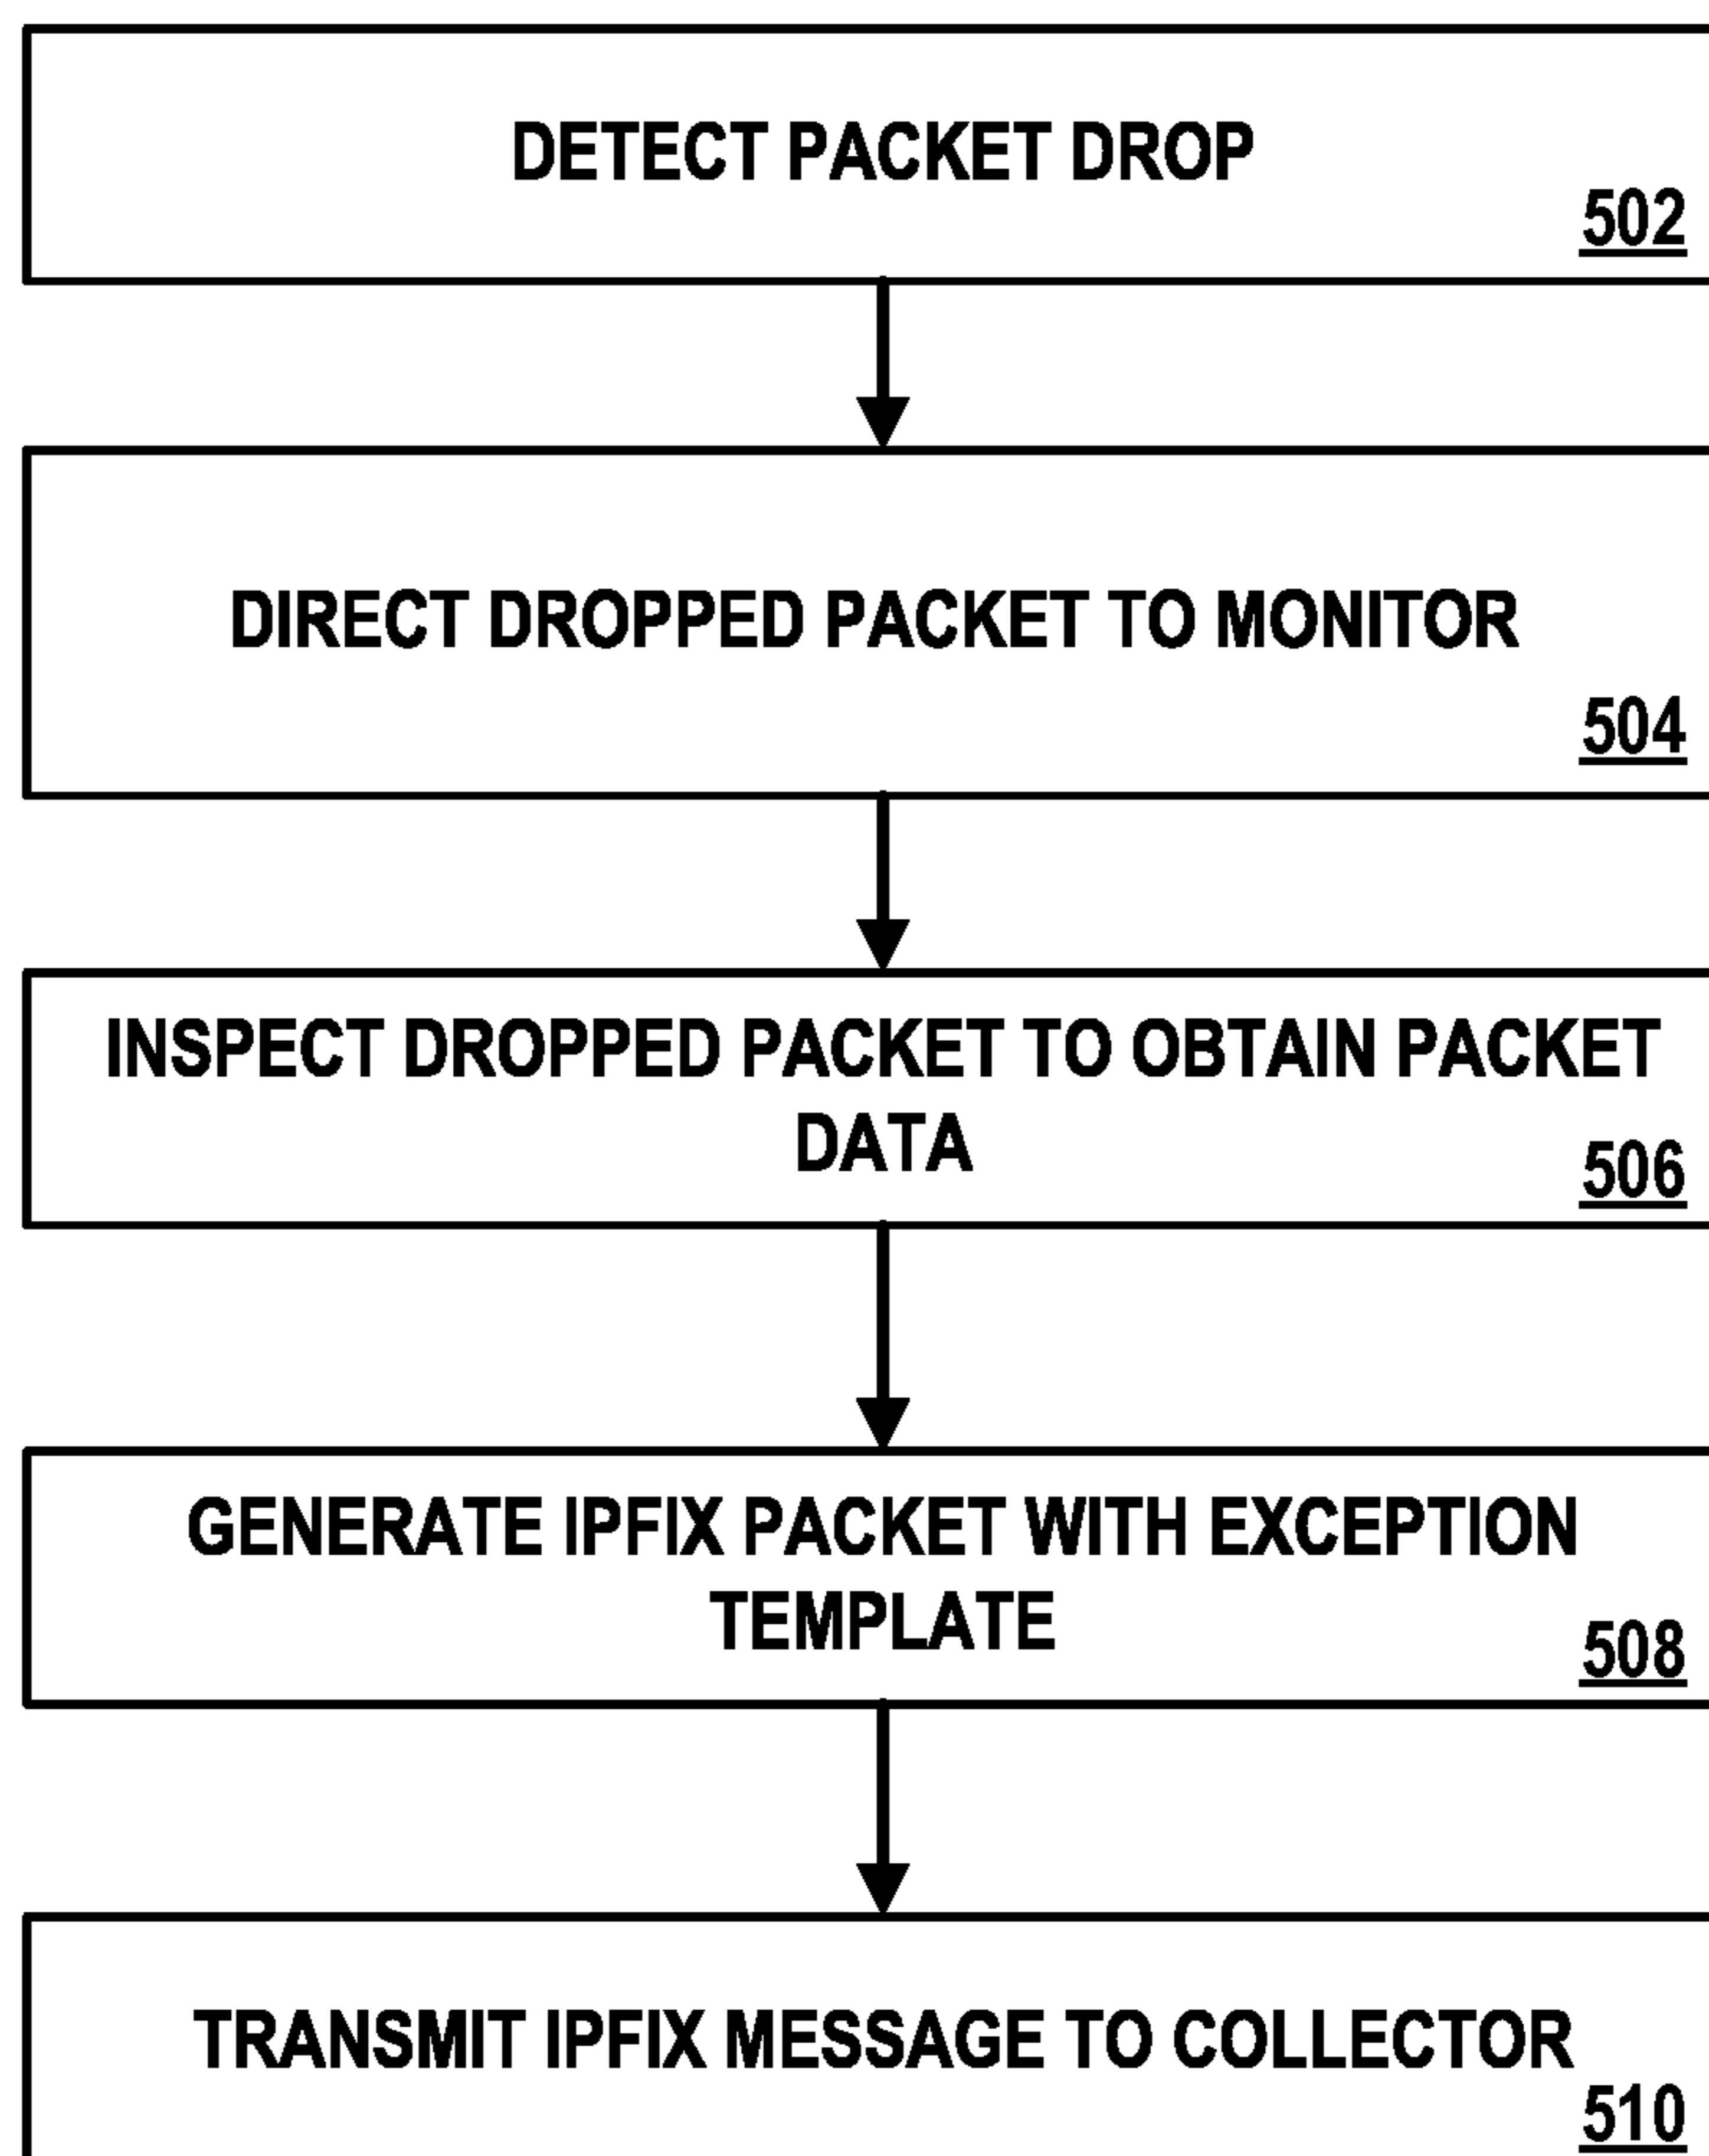 DETECT PACKET DROP
502
DIRECT DROPPED PACKET TO MONITOR
504
INSPECT DROPPED PACKET TO OBTAIN PACKET
DATA
506
GENERATE IPFIX PACKET WITH EXCEPTION
TEMPLATE
508
TRANSMIT IPFIX MESSAGE TO COLLECTOR
510